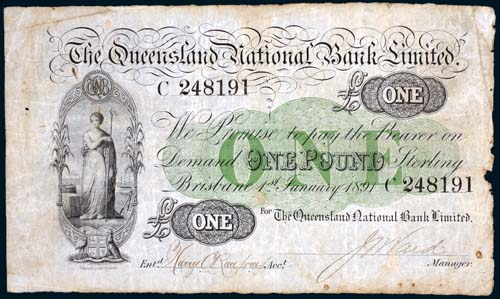 The Queensland National Bank Limited.
C 248191
£ ONE
We Promise to pay the Bearer on
Demand ONE POUND Sterling
ONE
Brisbane 1st January 1891 C 248191
£ ONE
For The Queensland National Bank Limited.
Entd. Acct. Manager.